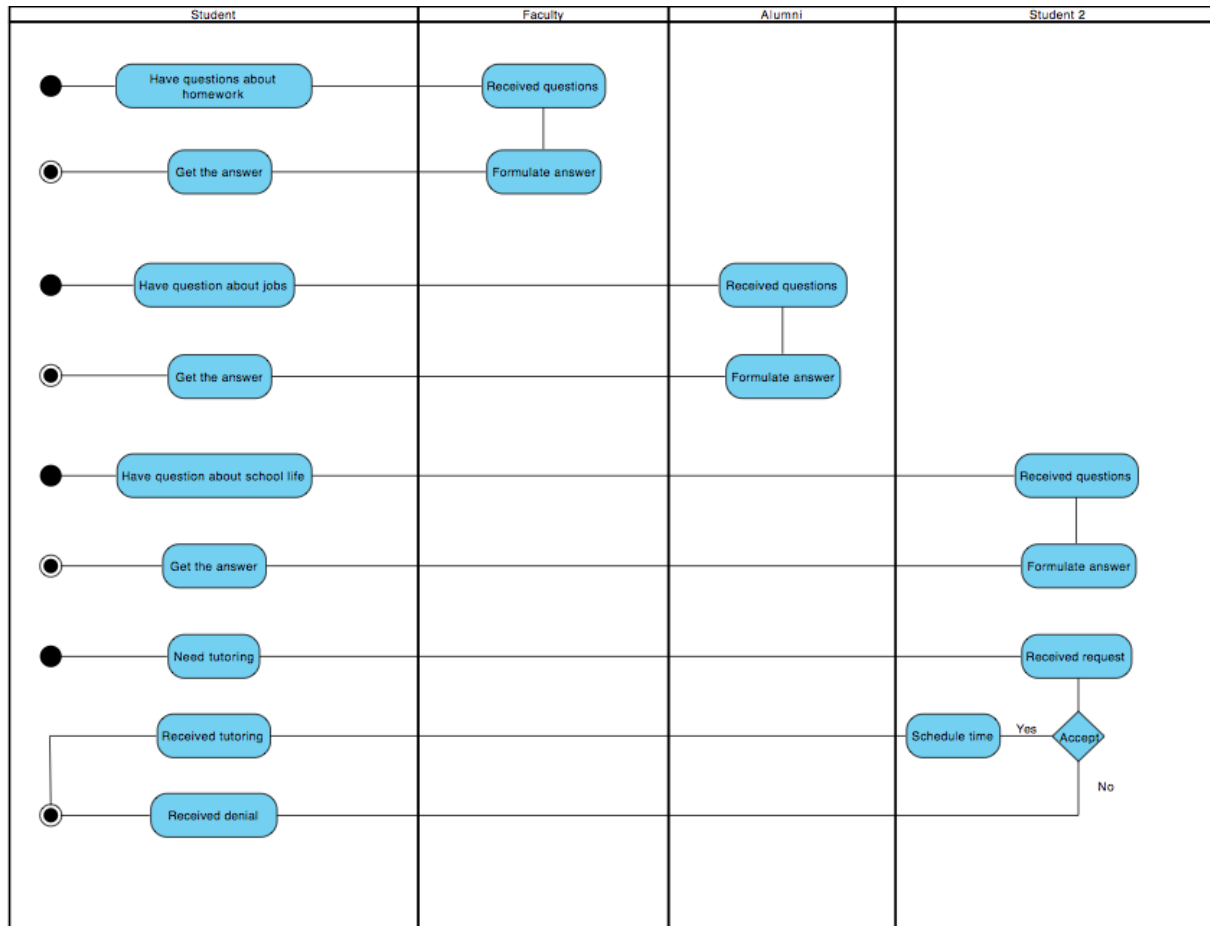 Student
Faculty
Alumni
Student 2
Have questions about
homework
Received questions
Get the answer
Formulate answer
Have question about jobs
Received questions
Get the answer
Formulate answer
Have question about school life
Received questions
Get the answer
Formulate answer
Need tutoring
Received request
Received tutoring
Schedule time
Yes
Accept
No
Received denial